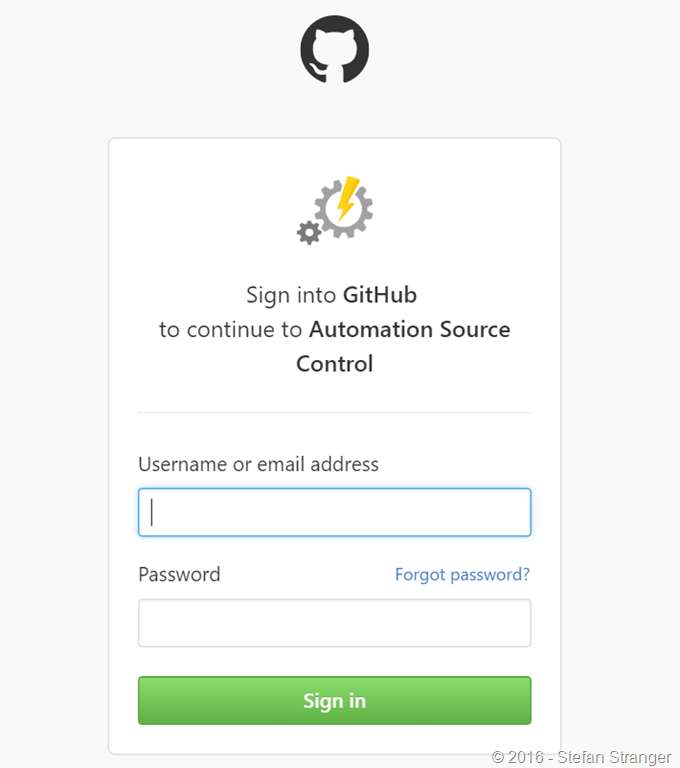 Sign into GitHub
to continue to Automation Source
Control
Username or email address
Password Forgot password?
Sign in
© 2016 - Stefan Stranger